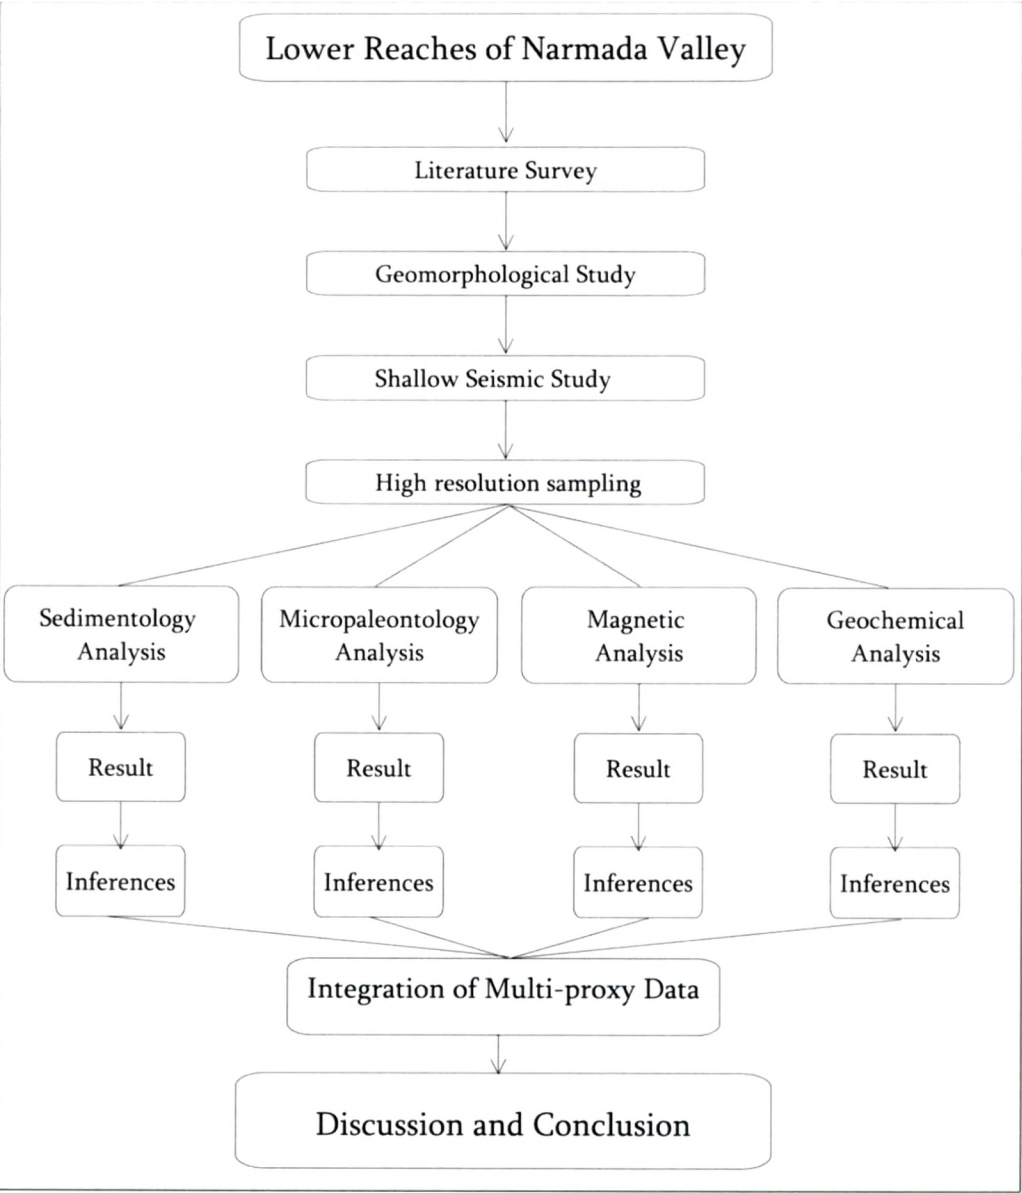 Lower Reaches of Narmada Valley
Literature Survey
Geomorphological Study
Shallow Seismic Study
High resolution sampling
Sedimentology
Analysis
Micropaleontology
Analysis
Magnetic
Analysis
Geochemical
Analysis
Result
Result
Result
Result
Inferences
Inferences
Inferences
Inferences
Integration of Multi-proxy Data
Discussion and Conclusion